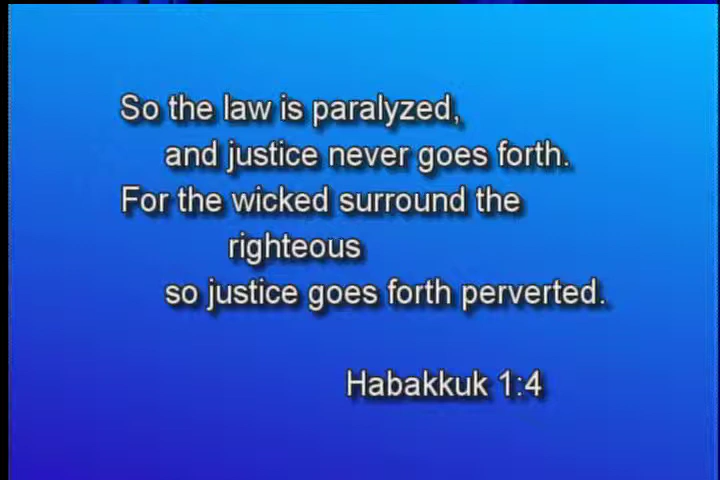 So the law is paralyzed,
and justice never goes forth.
For the wicked surround the
righteous
so justice goes forth perverted.
Habakkuk 1:4